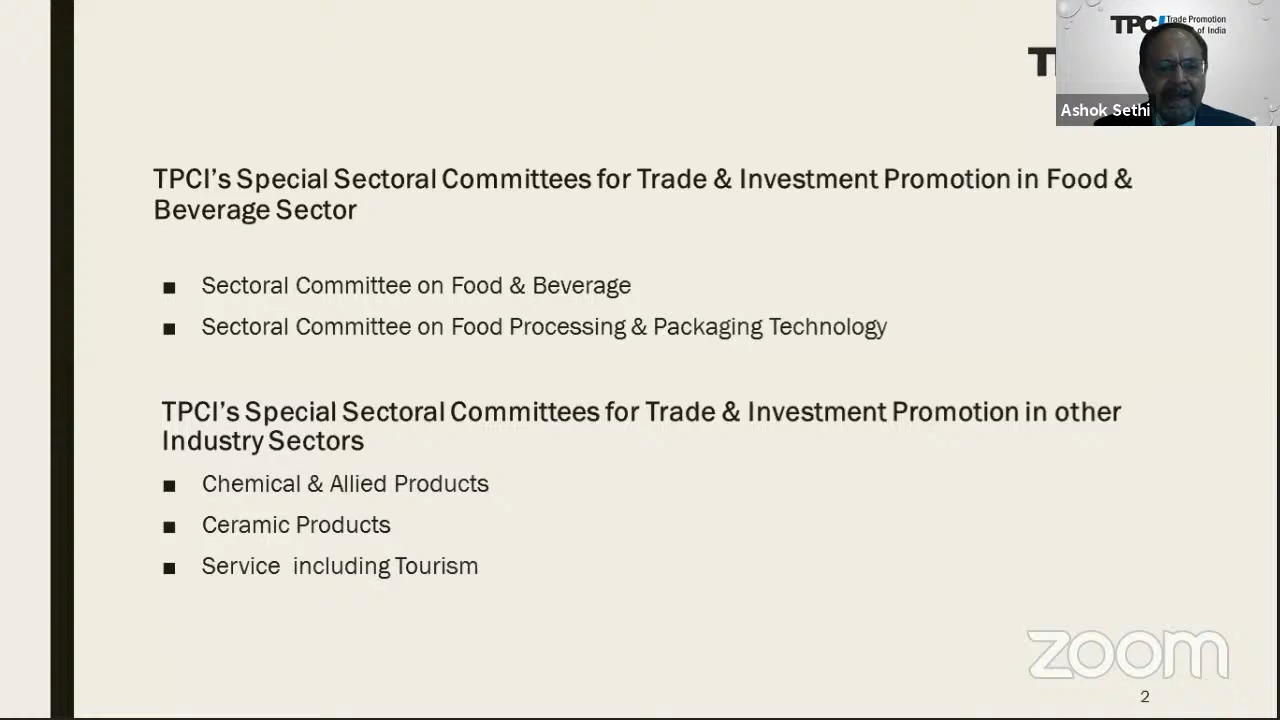 TPCI Trade Promotion
of India
Ashok Sethi
TPCI's Special Sectoral Committees for Trade & Investment Promotion in Food &
Beverage Sector
■ Sectoral Committee on Food & Beverage
■ Sectoral Committee on Food Processing & Packaging Technology
TPCI's Special Sectoral Committees for Trade & Investment Promotion in other
Industry Sectors
■ Chemical & Allied Products
■ Ceramic Products
■ Service including Tourism
zoom
2